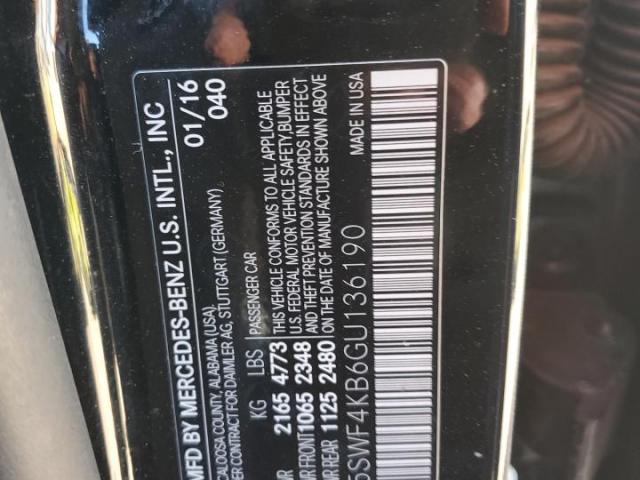 MFD BY MERCEDES-BENZ U.S. INTL., INC 01/16
CALOOSA COUNTY, ALABAMA (USA) 040
CONTRACT FOR DAIMLER AG, STUTTGART (GERMANY)
KG LBS PASSENGER CAR
2165 4773 THIS VEHICLE CONFORMS TO ALL APPLICABLE
U.S. FEDERAL MOTOR VEHICLE SAFETY, BUMPER
FRONT 1065 2348 AND THEFT PREVENTION STANDARDS IN EFFECT
REAR 1125 2480 ON THE DATE OF MANUFACTURE SHOWN ABOVE
5SWF4KB6GU136190 MADE IN USA